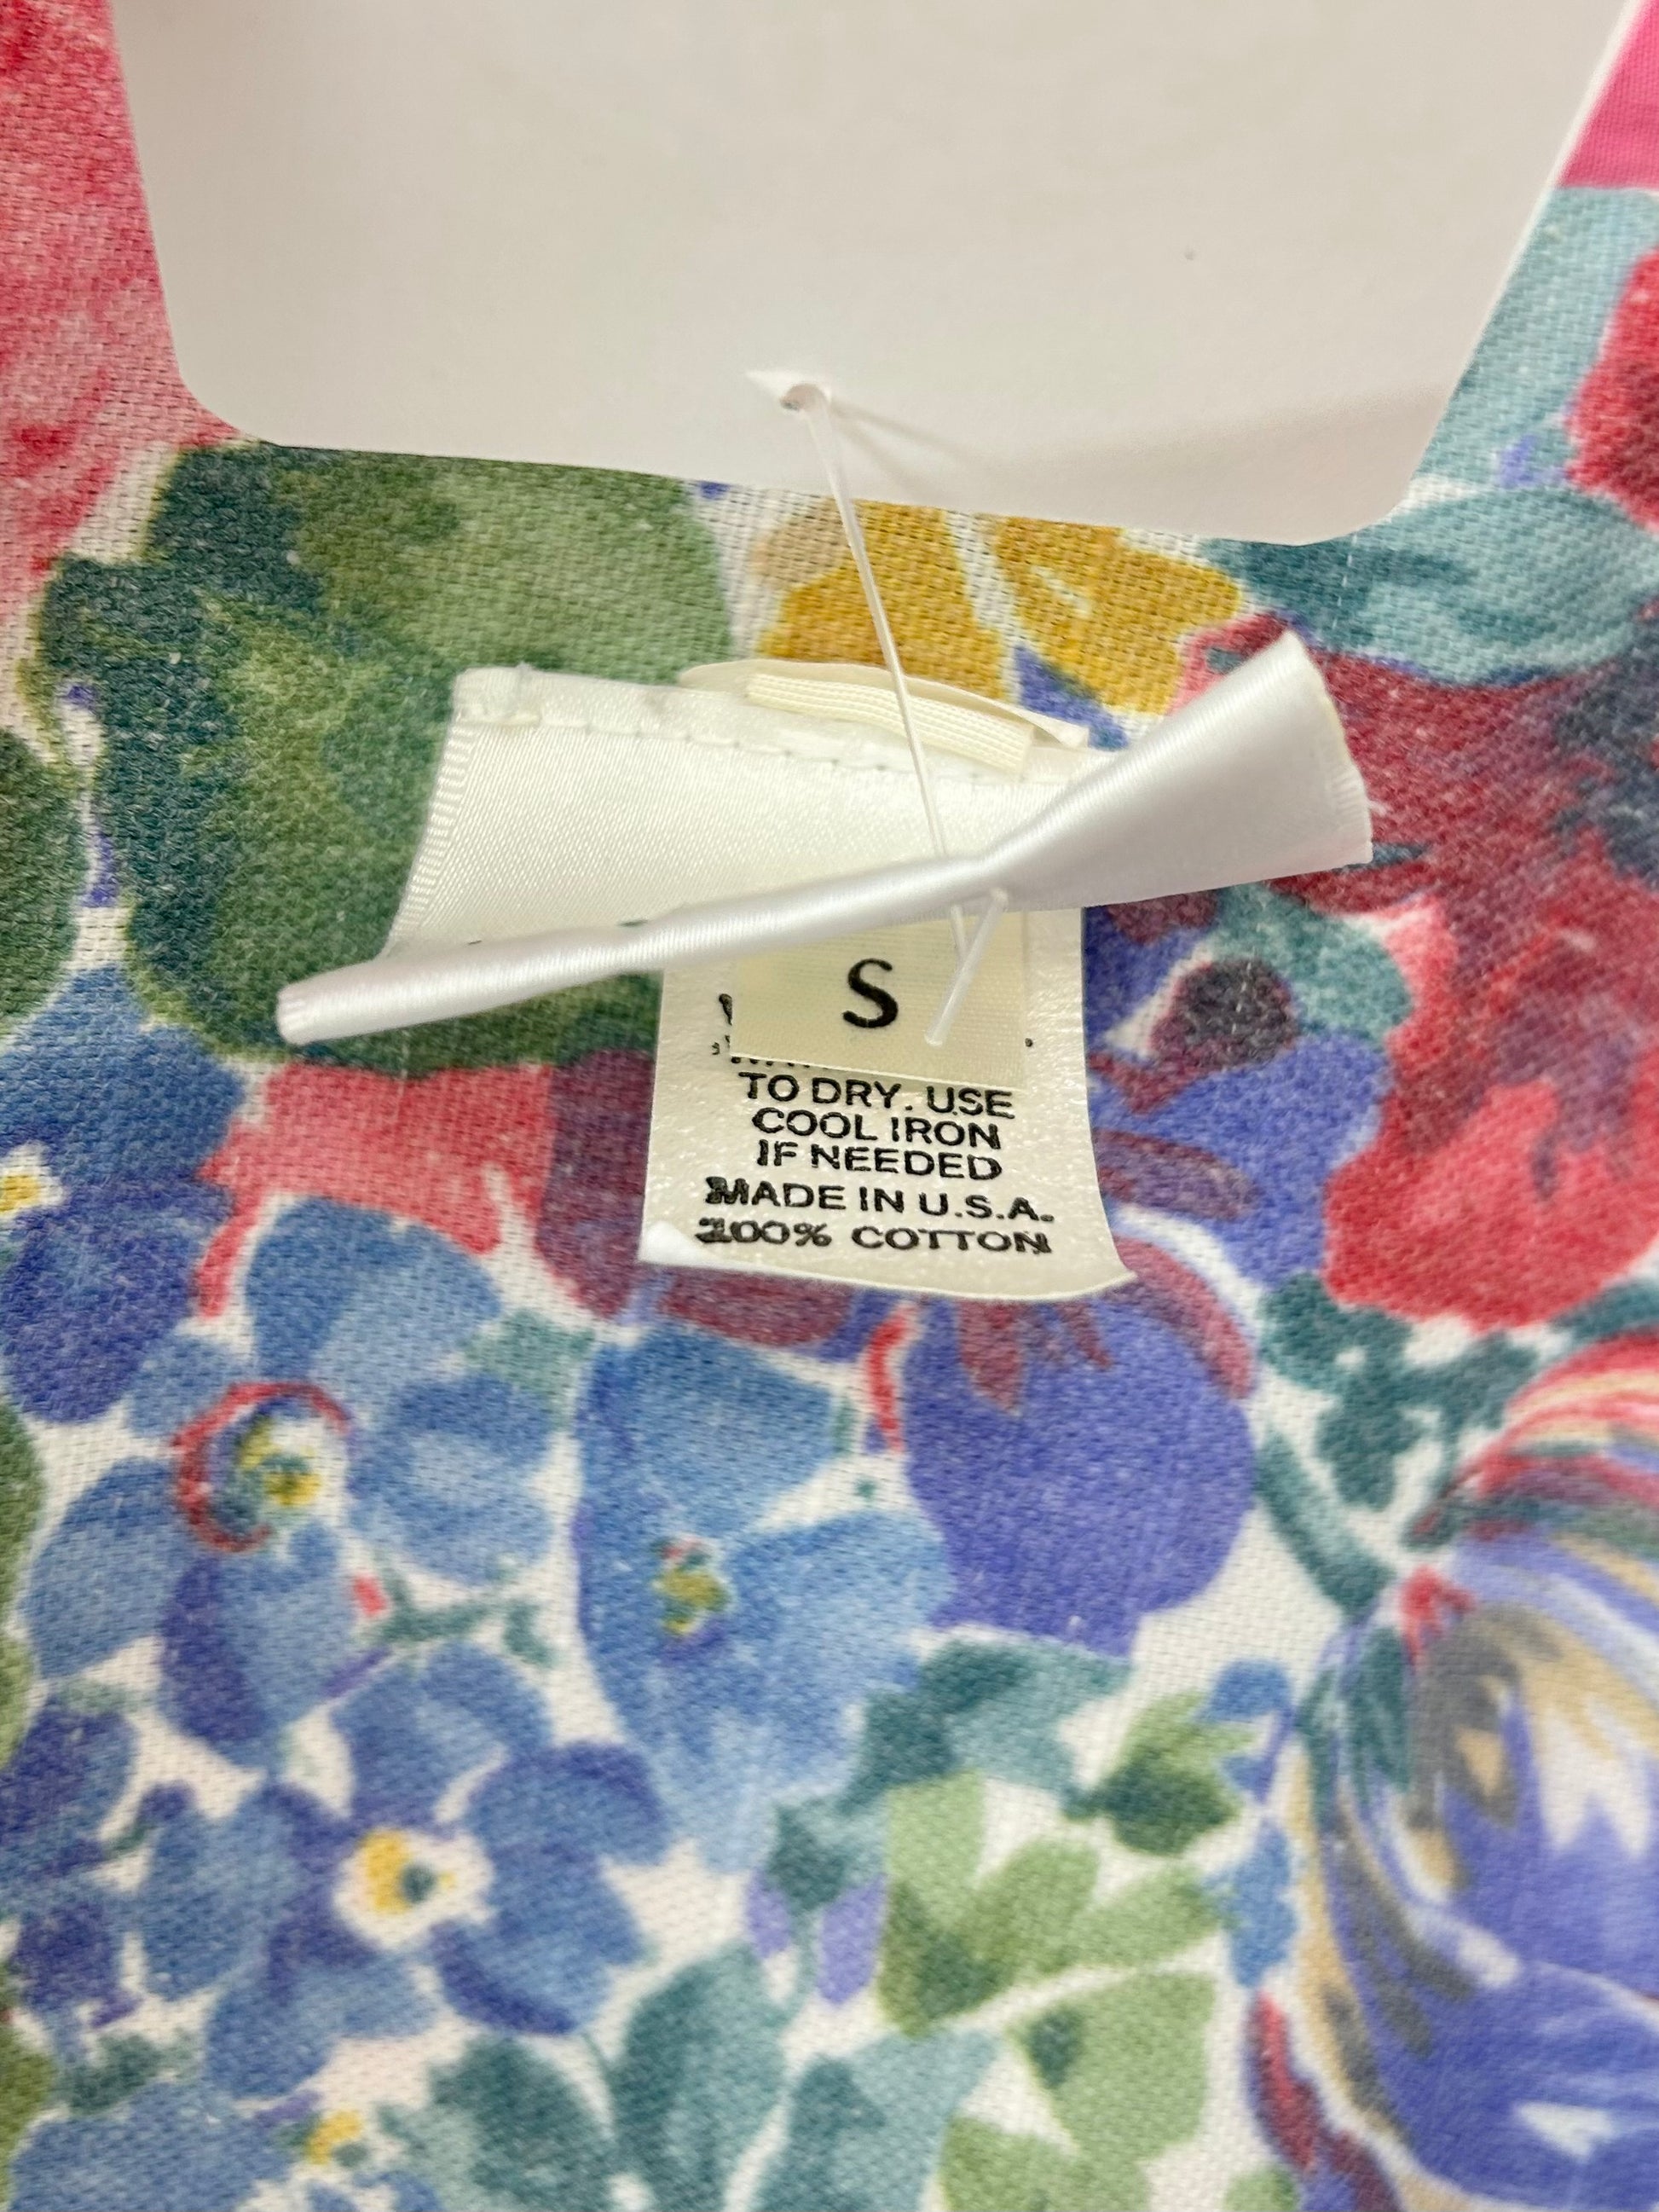 S
TO DRY. USE
COOL IRON
IF NEEDED
MADE IN U.S.A.
100% COTTON